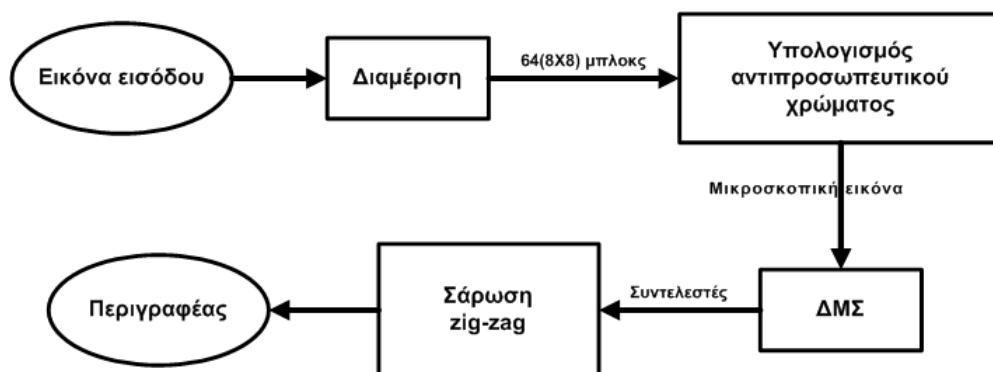 Εικόνα εισόδου
Διαμέριση
64(8X8) μπλοκς
Υπολογισμός
αντιπροσωπευτικού
χρώματος
Μικροσκοπική εικόνα
ΔΜΣ
Συντελεστές
Σάρωση
zig-zag
Περιγραφέας